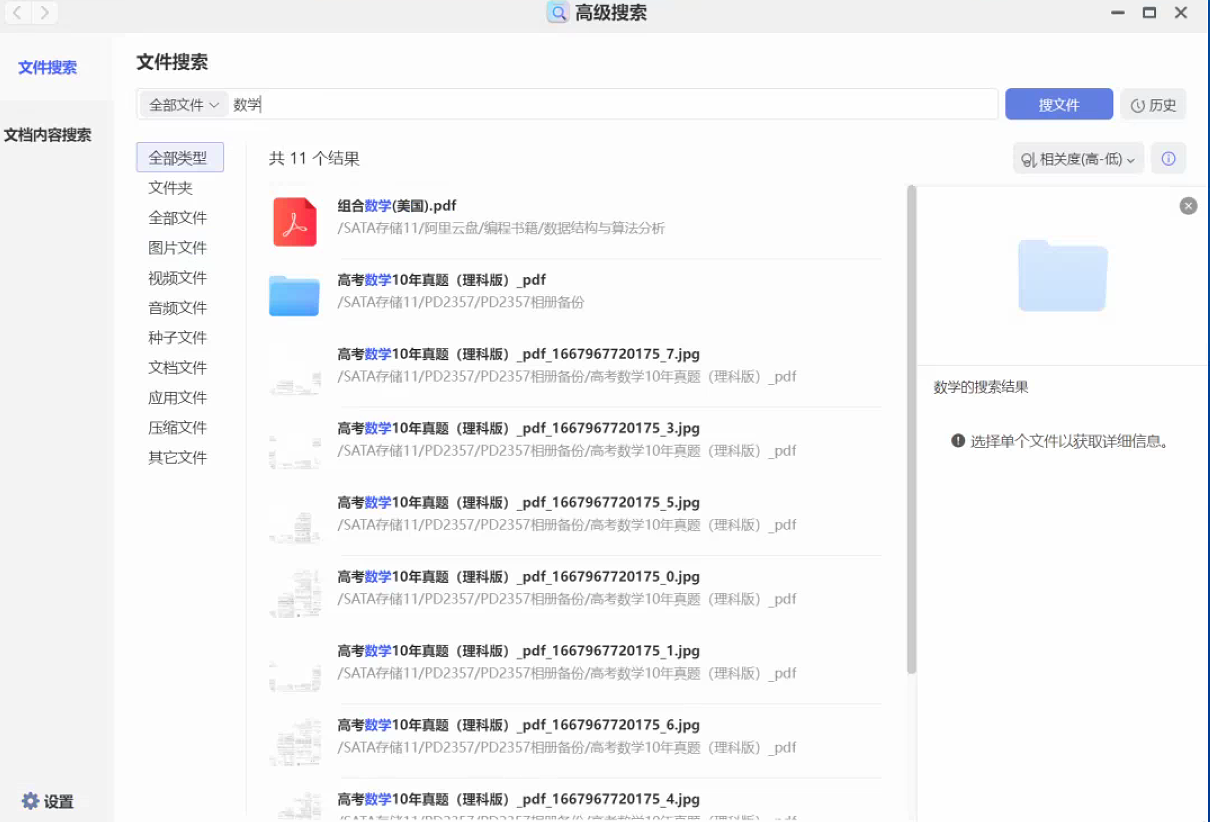 高级搜索
文件搜索
文件搜索
全部文件 数学 搜文件 历史
文档内容搜索
全部类型
文件夹
全部文件
图片文件
视频文件
音频文件
种子文件
文档文件
应用文件
压缩文件
其它文件
共 11 个结果
相关度(高-低)
组合数学(美国).pdf
/SATA存储11/阿里云盘/编程书籍/数据结构与算法分析
高考数学10年真题（理科版）_pdf
/SATA存储11/PD2357/PD2357相册备份
高考数学10年真题（理科版）_pdf_1667967720175_7.jpg
/SATA存储11/PD2357/PD2357相册备份/高考数学10年真题（理科版）_pdf
高考数学10年真题（理科版）_pdf_1667967720175_3.jpg
/SATA存储11/PD2357/PD2357相册备份/高考数学10年真题（理科版）_pdf
高考数学10年真题（理科版）_pdf_1667967720175_5.jpg
/SATA存储11/PD2357/PD2357相册备份/高考数学10年真题（理科版）_pdf
高考数学10年真题（理科版）_pdf_1667967720175_0.jpg
/SATA存储11/PD2357/PD2357相册备份/高考数学10年真题（理科版）_pdf
高考数学10年真题（理科版）_pdf_1667967720175_1.jpg
/SATA存储11/PD2357/PD2357相册备份/高考数学10年真题（理科版）_pdf
高考数学10年真题（理科版）_pdf_1667967720175_6.jpg
/SATA存储11/PD2357/PD2357相册备份/高考数学10年真题（理科版）_pdf
高考数学10年真题（理科版）_pdf_1667967720175_4.jpg
数学的搜索结果
选择单个文件以获取详细信息。
设置